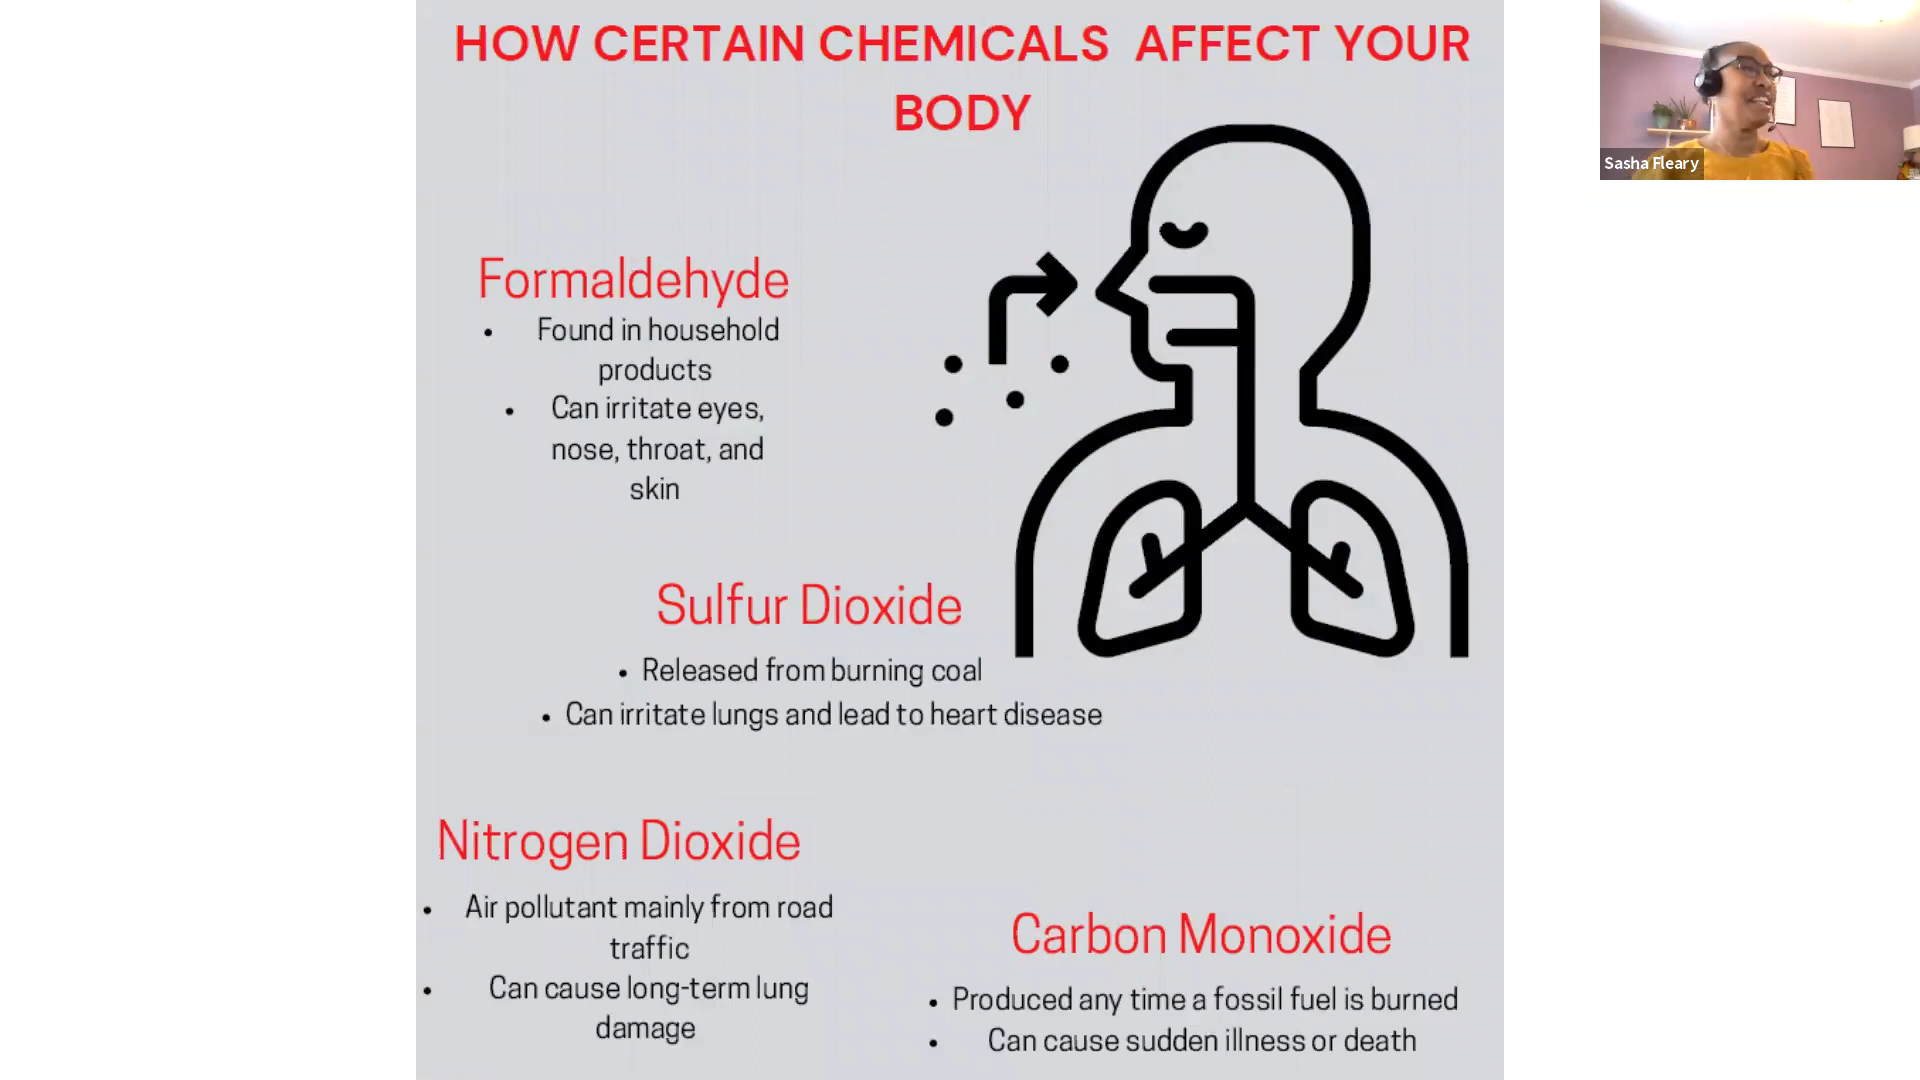 HOW CERTAIN CHEMICALS AFFECT YOUR
BODY
Sasha Fleary
Formaldehyde
• Found in household
products
• Can irritate eyes,
nose, throat, and
skin
Sulfur Dioxide
• Released from burning coal
• Can irritate lungs and lead to heart disease
Nitrogen Dioxide
• Air pollutant mainly from road
traffic
• Can cause long-term lung
damage
Carbon Monoxide
• Produced any time a fossil fuel is burned
• Can cause sudden illness or death